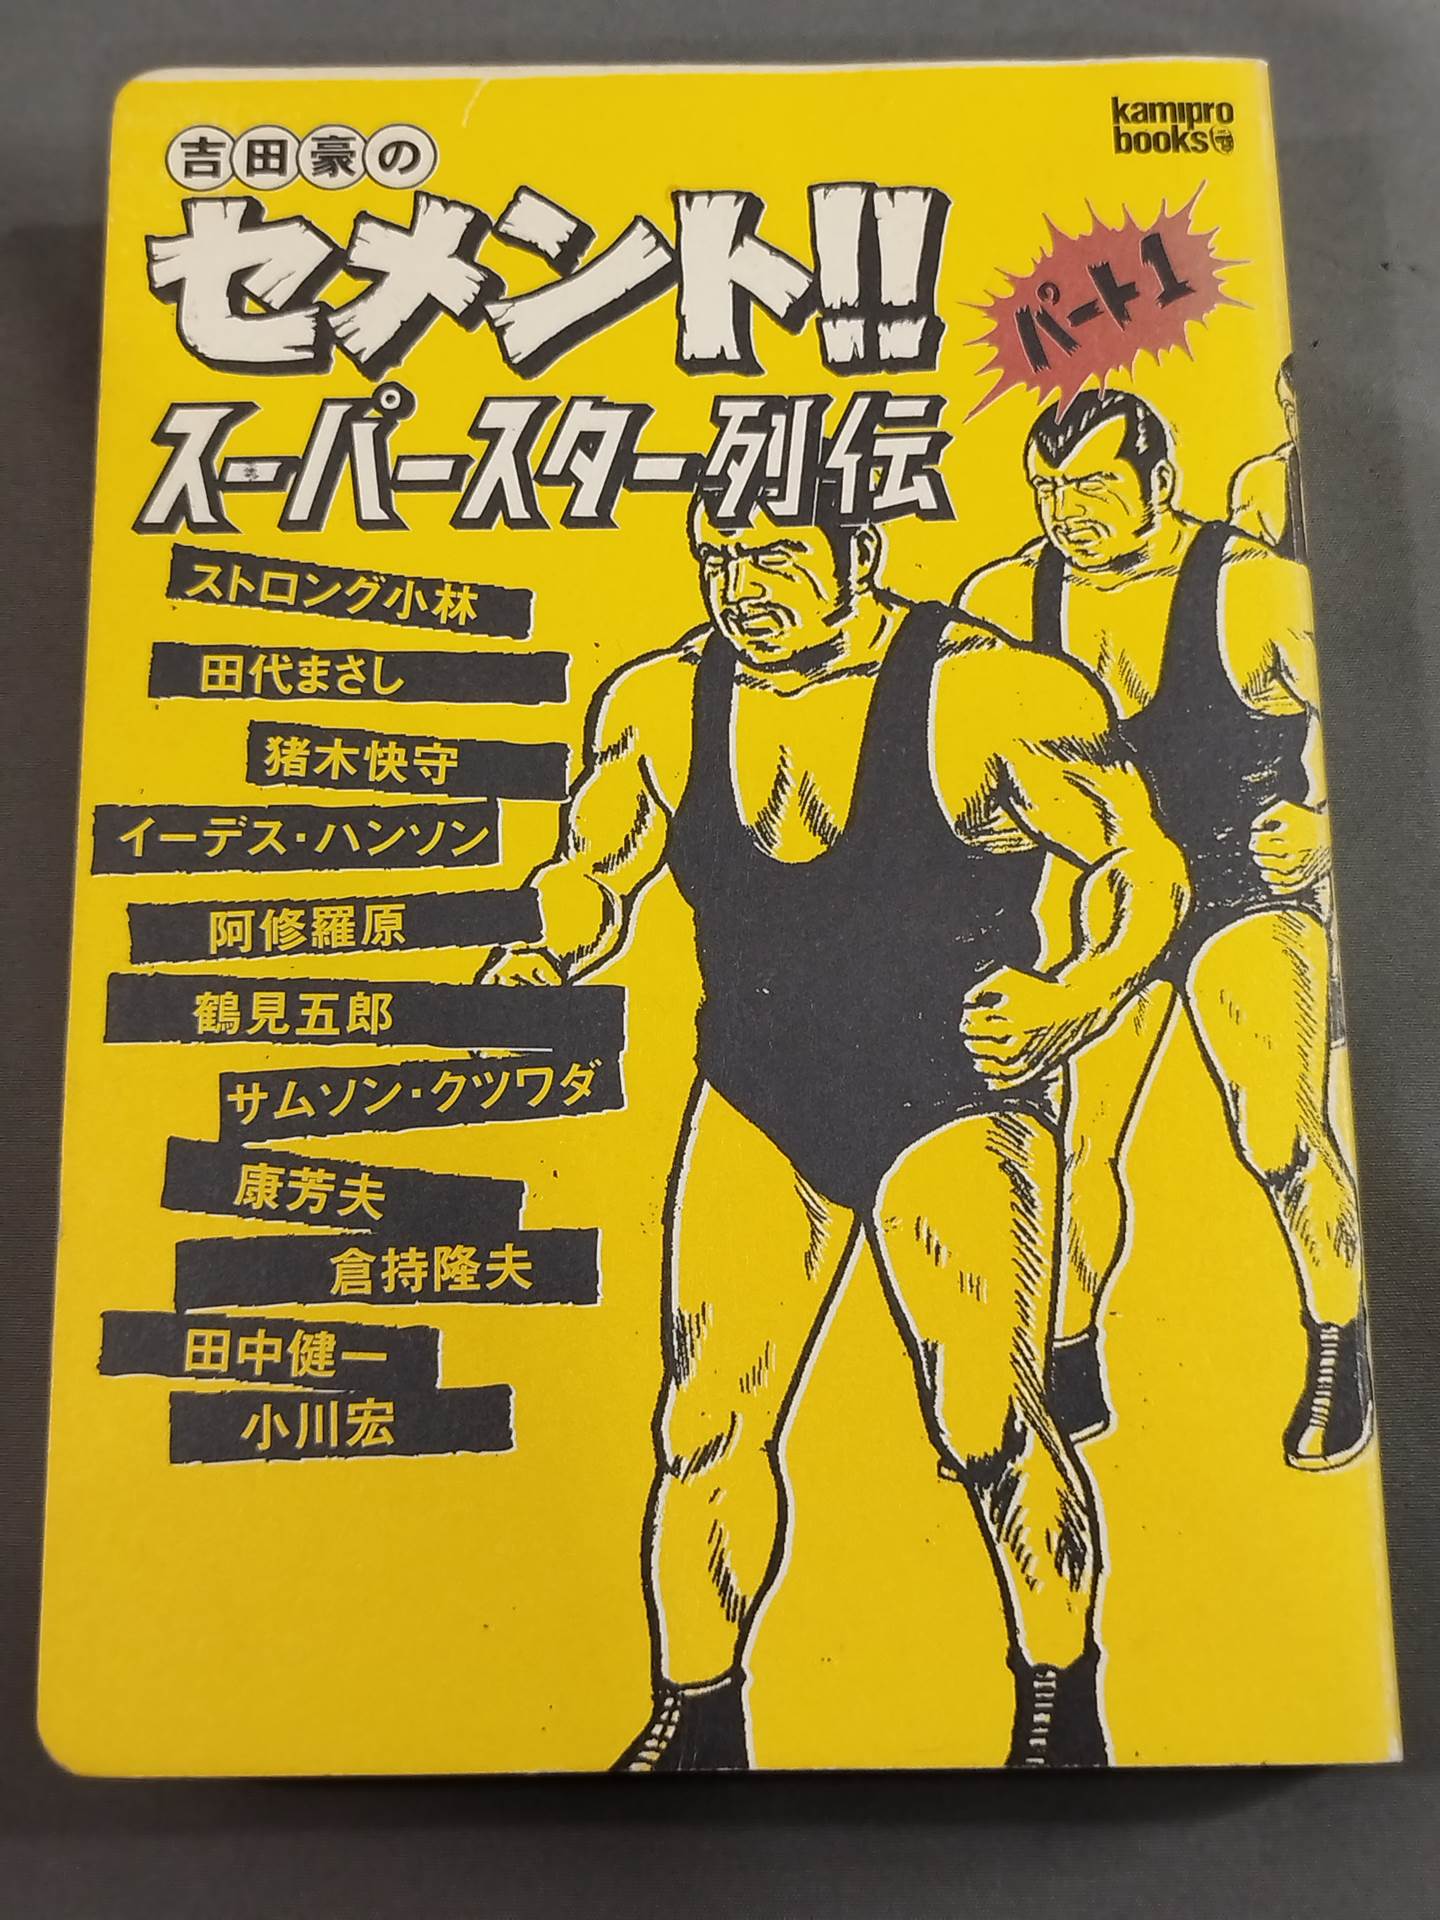 kamipro
books
吉田豪の
セメント!!
パート1
スーパースター列伝
ストロング小林
田代まさし
猪木快守
イーデス・ハンソン
阿修羅原
鶴見五郎
サムソン・クツワダ
康芳夫
倉持隆夫
田中健一
小川宏